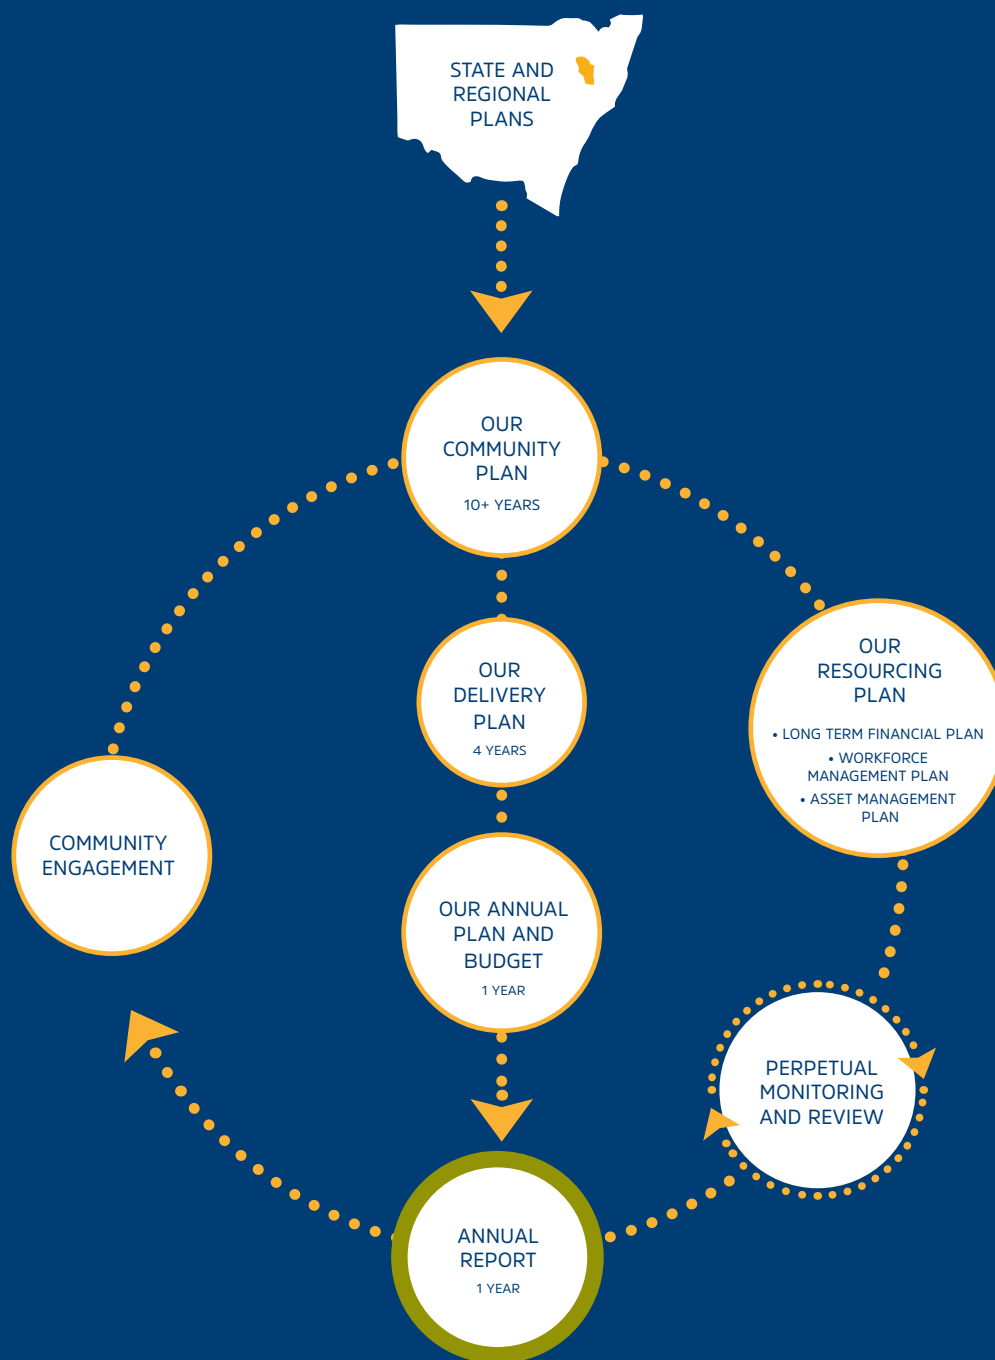 STATE AND
REGIONAL
PLANS
OUR
COMMUNITY
PLAN
10+ YEARS
OUR
DELIVERY
PLAN
4 YEARS
OUR
RESOURCING
PLAN
• LONG TERM FINANCIAL PLAN
• WORKFORCE
MANAGEMENT PLAN
• ASSET MANAGEMENT
PLAN
COMMUNITY
ENGAGEMENT
OUR ANNUAL
PLAN AND
BUDGET
1 YEAR
PERPETUAL
MONITORING
AND REVIEW
ANNUAL
REPORT
1 YEAR